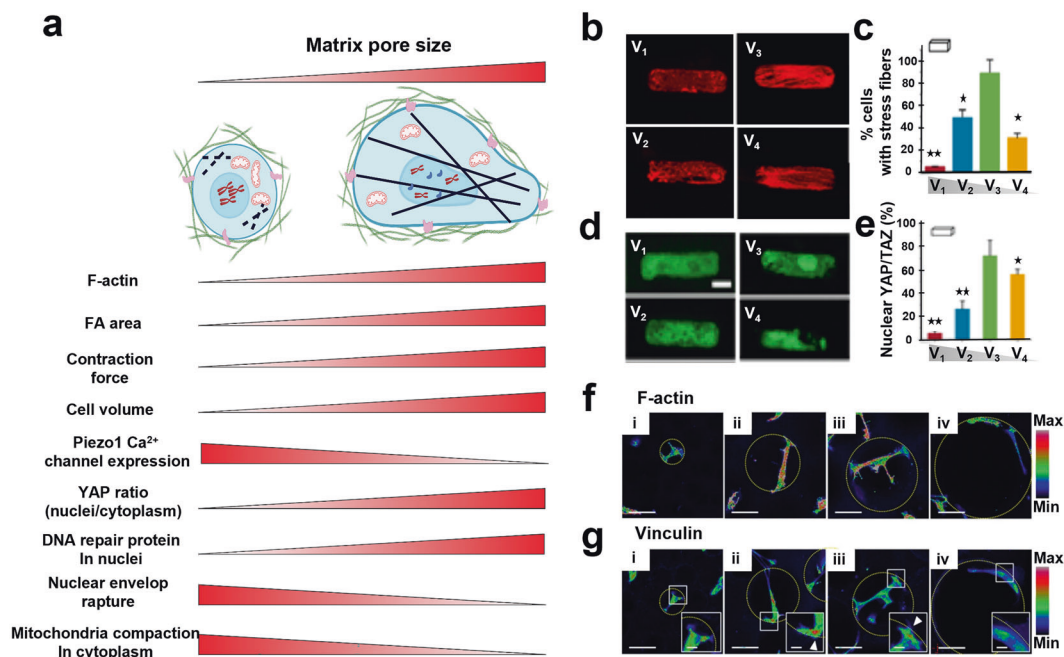 a
Matrix pore size
F-actin
FA area
Contraction
force
Cell volume
Piezo1 Ca²⁺
channel expression
YAP ratio
(nuclei/cytoplasm)
DNA repair protein
In nuclei
Nuclear envelop
rapture
Mitochondria compaction
In cytoplasm
b
V₁
V₃
V₂
V₄
c
% cells
with stress fibers
100
80
60
40
20
0
★★
★
★
V₁ V₂ V₃ V₄
d
V₁
V₃
V₂
V₄
e
Nuclear YAP/TAZ (%)
100
80
60
40
20
0
★★
★★
★
V₁ V₂ V₃ V₄
f
F-actin
i ii iii iv
Max
Min
g
Vinculin
i ii iii iv
Max
Min